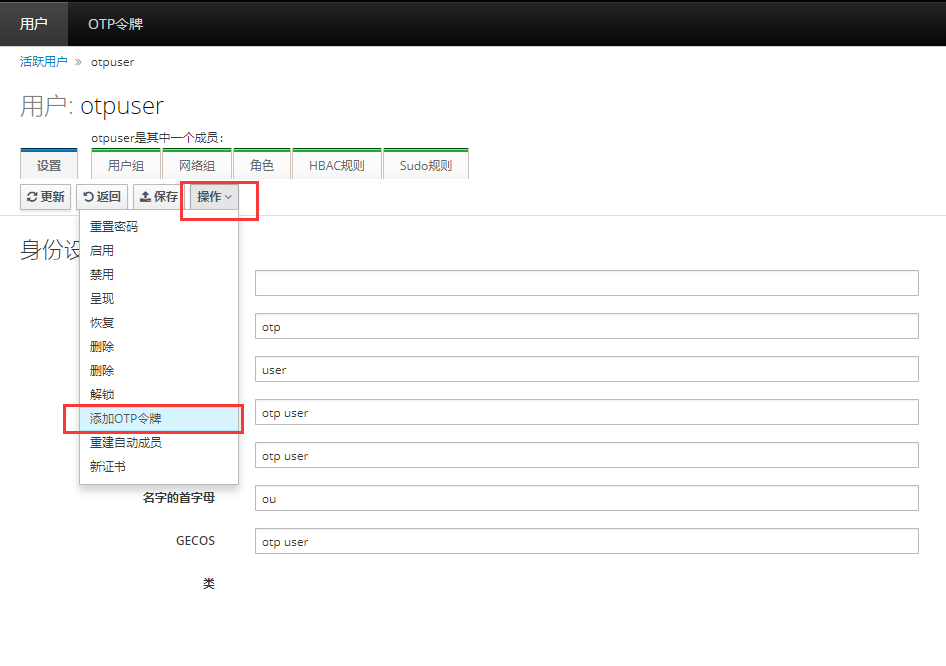 用户 OTP令牌
活跃用户 » otpuser
用户: otpuser
otpuser是其中一个成员:
设置 用户组 网络组 角色 HBAC规则 Sudo规则
更新 返回 保存 操作
身份设
重置密码
启用
禁用
呈现
恢复
otp
删除
删除
user
解锁
添加OTP令牌
otp user
重建自动成员
otp user
新证书
名字的首字母 ou
GECOS otp user
类